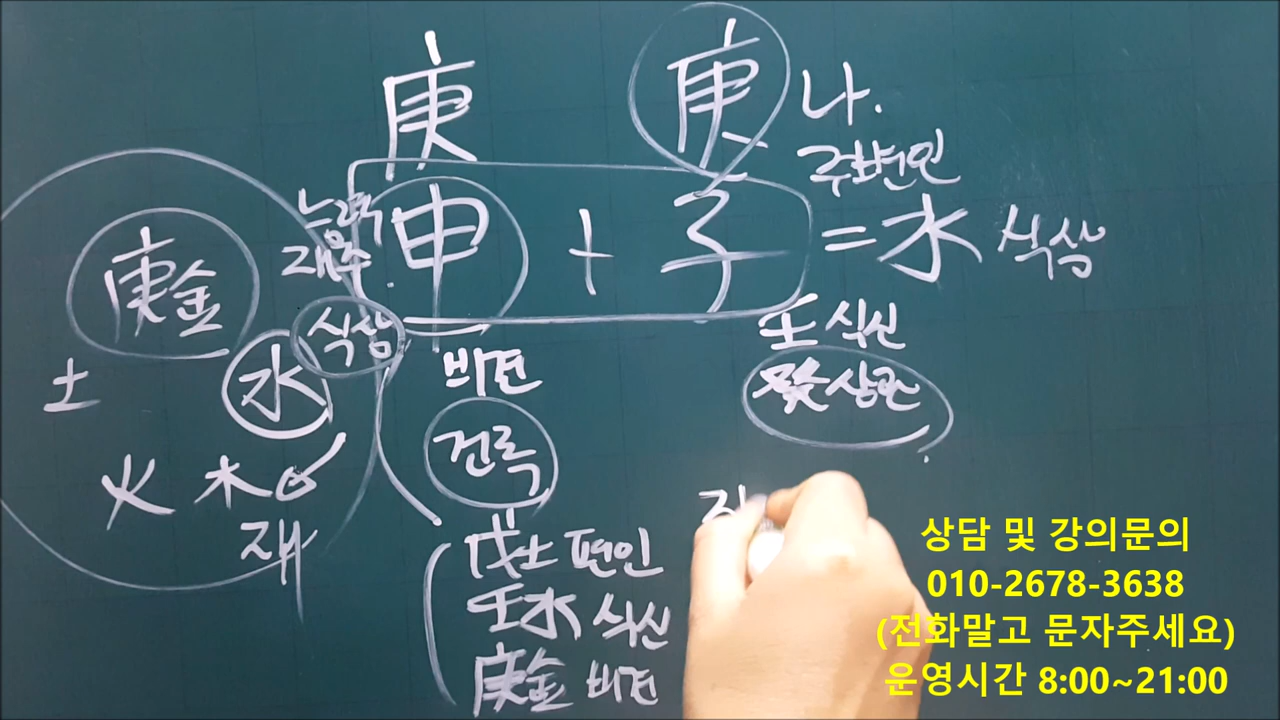 庚 庚 나.
주변인
노력 申 + 子 = 水 식상
재주.
庚金
식상
壬 식신
土 水 비견
癸水 상관
건록
火 木
재
戊土 편인
壬水 식신
庚金 비견
상담 및 강의문의
010-2678-3638
(전화말고 문자주세요)
운영시간 8:00~21:00